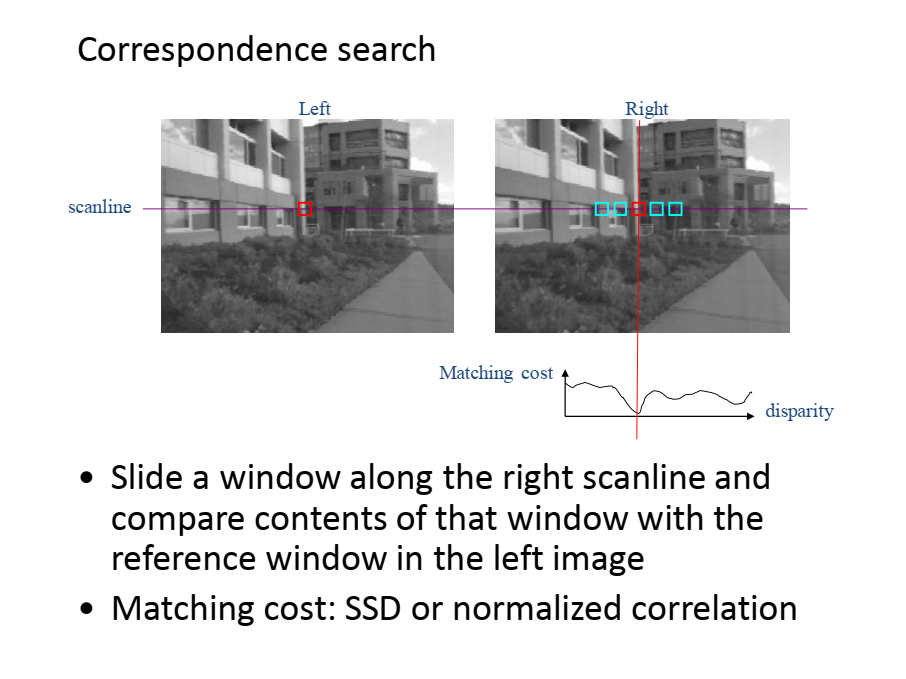 Correspondence search
Left
Right
scanline
Matching cost
disparity
• Slide a window along the right scanline and
compare contents of that window with the
reference window in the left image
• Matching cost: SSD or normalized correlation